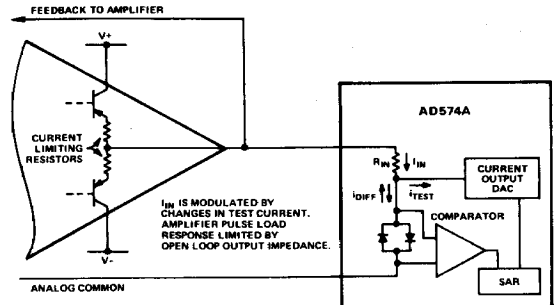 FEEDBACK TO AMPLIFIER
V+
CURRENT
LIMITING
RESISTORS
V-
IIN IS MODULATED BY
CHANGES IN TEST CURRENT.
AMPLIFIER PULSE LOAD
RESPONSE LIMITED BY
OPEN LOOP OUTPUT IMPEDANCE.
ANALOG COMMON
AD574A
RIN
IIN
iDIFF
iTEST
CURRENT
OUTPUT
DAC
COMPARATOR
SAR